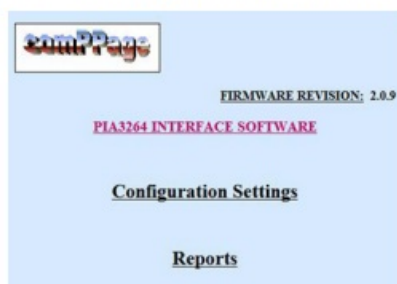 comPPage
FIRMWARE REVISION: 2.0.9
PIA3264 INTERFACE SOFTWARE
Configuration Settings
Reports